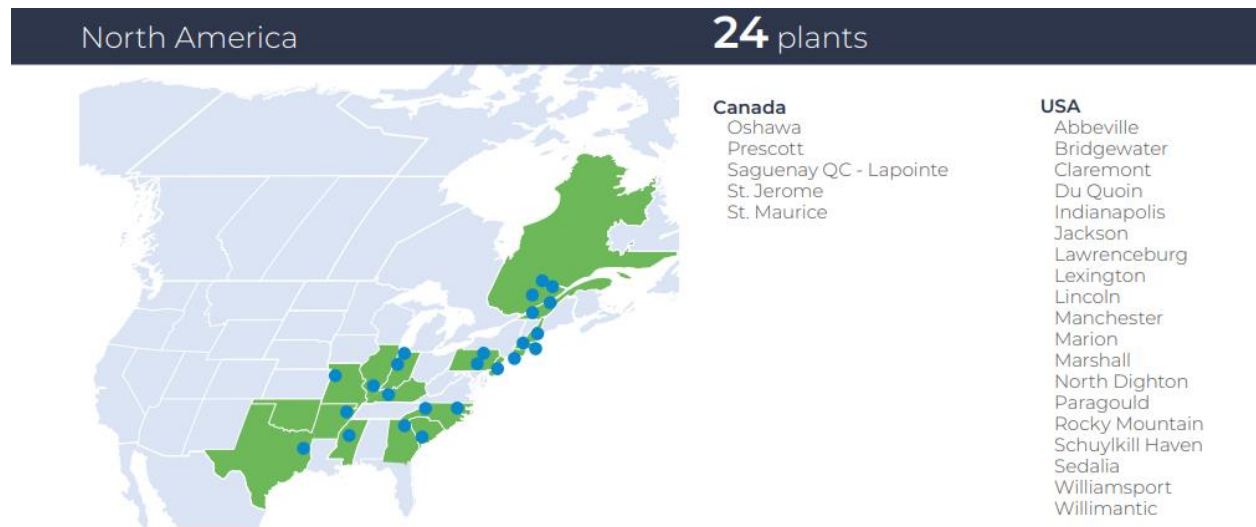 North America
24 plants
Canada
Oshawa
Prescott
Saguenay QC - Lapointe
St. Jerome
St. Maurice
USA
Abbeville
Bridgewater
Claremont
Du Quoin
Indianapolis
Jackson
Lawrenceburg
Lexington
Lincoln
Manchester
Marion
Marshall
North Dighton
Paragould
Rocky Mountain
Schuylkill Haven
Sedalia
Williamsport
Willimantic